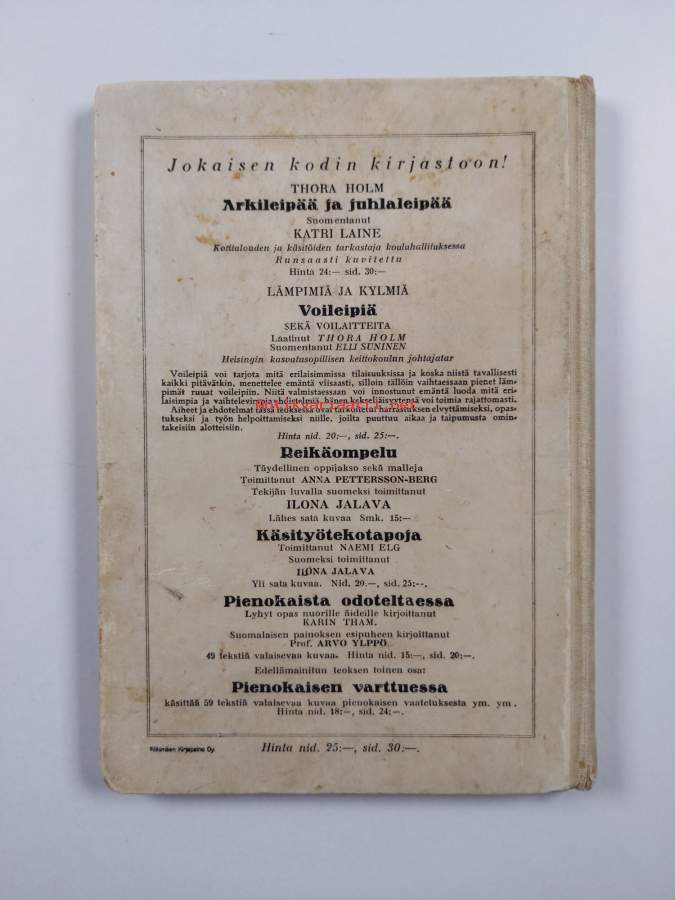 Jokaisen kodin kirjastoon!
THORA HOLM
Arkileipää ja juhlaleipää
Suomentanut
KATRI LAINE
Kotitalouden ja käsitöiden tarkastaja kouluhallituksessa
Runsaasti kuvitettu
Hinta 24:— sid. 30:—
LÄMPIMIÄ JA KYLMIÄ
Voileipiä
SEKÄ VOILAITTEITA
Laatinut THORA HOLM
Suomentanut ELLI SUNINEN
Helsingin kasvatusopillisen keittokoulun johtajatar
Voileipiä voi tarjota mitä erilaisimmissa tilaisuuksissa ja koska niistä tavallisesti
kaikki pitävätkin, menettelee emäntä viisaasti, silloin tällöin vaihtaessaan pienet läm-
pimät ruuat voileipiin. Niitä valmistaessaan voi innostunut emäntä luoda mitä eri-
laisimpia ja vaihtelevimpia yhdistelmiä, hänen kekseliäisyytensä voi toimia rajattomasti.
Aiheet ja ehdotelmat tässä teoksessa ovat tarkoitetut harrastuksen elvyttämiseksi, opas-
tukseksi ja työn helpoittamiseksi niille, joilta puuttuu aikaa ja taipumusta omin-
takeisiin alotteisiin.
Hinta nid. 20:—, sid. 25:—.
Reikäompelu
Täydellinen oppijakso sekä malleja
Toimittanut ANNA PETTERSSON-BERG
Tekijän luvalla suomeksi toimittanut
ILONA JALAVA
Lähes sata kuvaa Smk. 15:—
Käsityötekotapoja
Toimittanut NAEMI ELG
Suomeksi toimittanut
ILONA JALAVA
Yli sata kuvaa. Nid. 20.—, sid. 25:—.
Pienokaista odoteltaessa
Lyhyt opas nuorille äideille kirjoittanut
KARIN THAM.
Suomalaisen painoksen esipuheen kirjoittanut
Prof. ARVO YLPPÖ.
49 tekstiä valaisevaa kuvaa. Hinta nid. 15:—, sid. 20:—.
Edellämainitun teoksen toinen osa:
Pienokaisen varttuessa
käsittää 59 tekstiä valaisevaa kuvaa pienokaisen vaatetuksesta ym. ym.
Hinta nid. 18:—, sid. 24:—.
Kirjapaino Oy.
Hinta nid. 25:—, sid. 30:—.